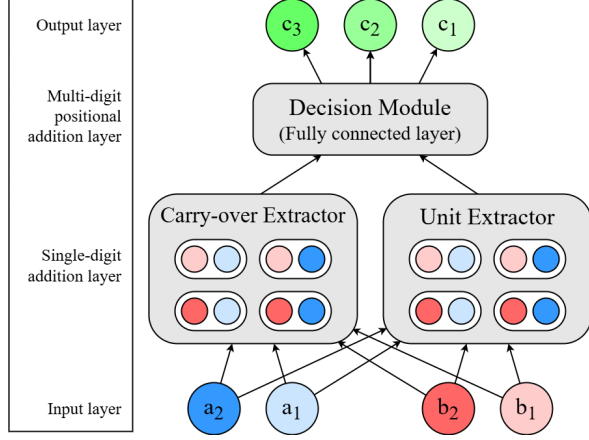 Output layer
c3 c2 c1
Multi-digit
positional
addition layer
Decision Module
(Fully connected layer)
Single-digit
addition layer
Carry-over Extractor
Unit Extractor
Input layer
a2 a1 b2 b1